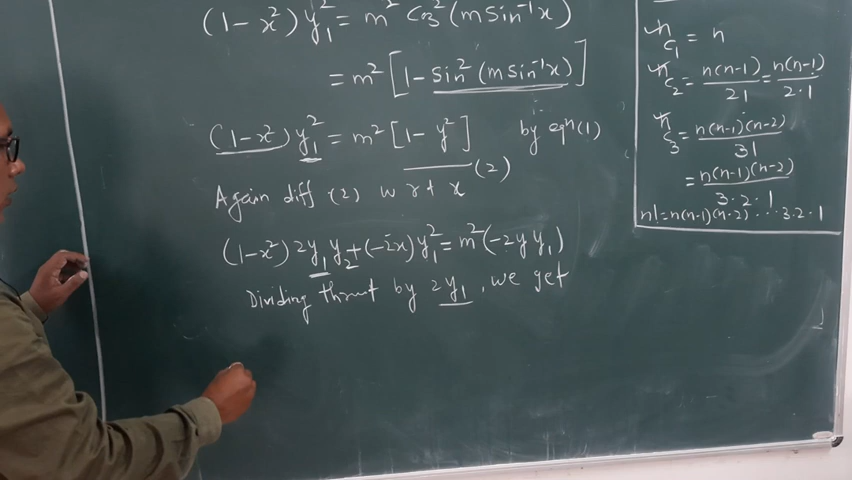 (1-x²) y₁² = m² cos² (m sin⁻¹x)
= m² [1 - sin² (m sin⁻¹x)]
(1-x²) y₁² = m² [1 - y²] by eqn (1)
(2)
Again diff (2) w r t x
(1-x²) 2y₁ y₂ + (-2x) y₁² = m² (-2y y₁)
Dividing thrut by 2y₁, we get
ⁿc₁ = n
ⁿc₂ = n(n-1)/2! = n(n-1)/2·1
ⁿc₃ = n(n-1)(n-2)/3!
= n(n-1)(n-2)/3·2·1
n! = n(n-1)(n-2)...3·2·1